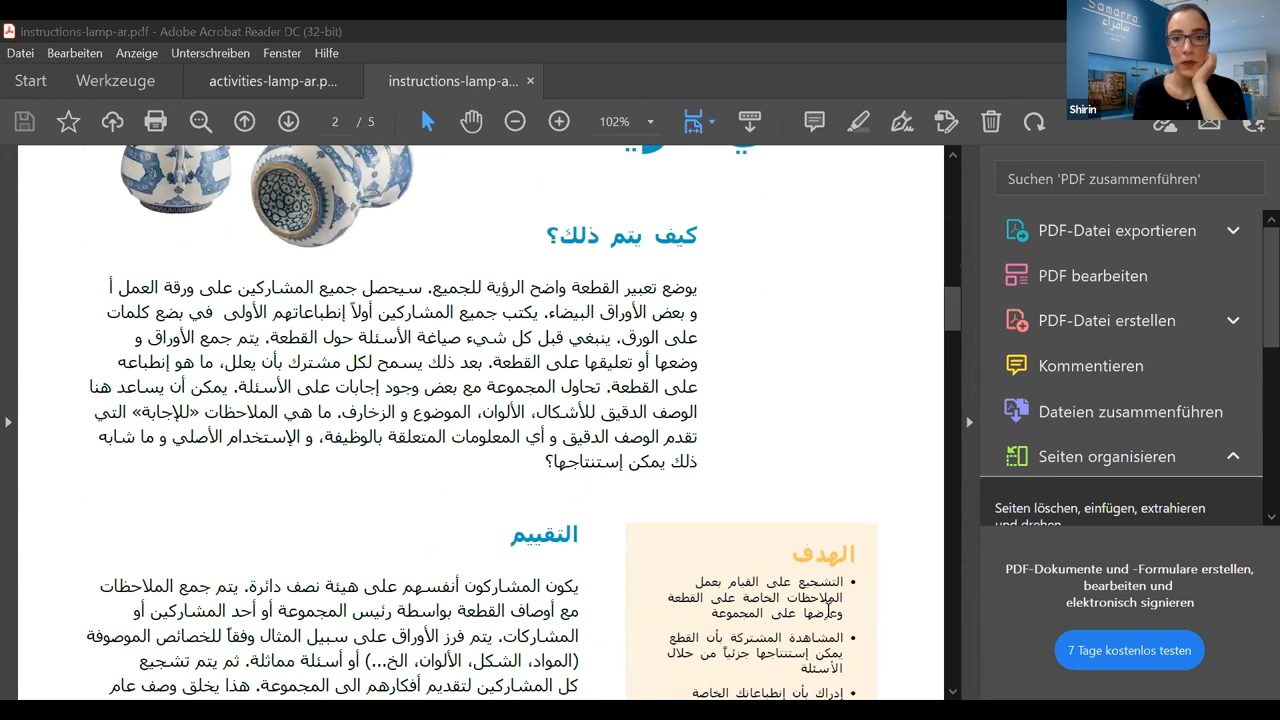 instructions-lamp-ar.pdf - Adobe Acrobat Reader DC (32-bit)
Datei Bearbeiten Anzeige Unterschreiben Fenster Hilfe
Start Werkzeuge activities-lamp-ar.p... instructions-lamp-a... ×
2 / 5 102%
Samarra
سامراء
Shirin
كيف يتم ذلك؟
يوضع تعبير القطعة واضح الرؤية للجميع. سيحصل جميع المشاركين على ورقة العمل أ
و بعض الأوراق البيضاء. يكتب جميع المشاركين أولاً إنطباعاتهم الأولى في بضع كلمات
على الورق. ينبغي قبل كل شيء صياغة الأسئلة حول القطعة. يتم جمع الأوراق و
وضعها أو تعليقها على القطعة. بعد ذلك يسمح لكل مشترك بأن يعلل، ما هو إنطباعه
على القطعة. تحاول المجموعة مع بعض وجود إجابات على الأسئلة. يمكن أن يساعد هنا
الوصف الدقيق للأشكال، الألوان، الموضوع و الزخارف. ما هي الملاحظات «للإجابة» التي
تقدم الوصف الدقيق و أي المعلومات المتعلقة بالوظيفة، و الإستخدام الأصلي و ما شابه
ذلك يمكن إستنتاجها؟
التقييم
يكون المشاركون أنفسهم على هيئة نصف دائرة. يتم جمع الملاحظات
مع أوصاف القطعة بواسطة رئيس المجموعة أو أحد المشاركين أو
المشاركات. يتم فرز الأوراق على سبيل المثال وفقاً للخصائص الموصوفة
(المواد، الشكل، الألوان، الخ...) أو أسئلة مماثلة. ثم يتم تشجيع
كل المشاركين لتقديم أفكارهم الى المجموعة. هذا يخلق وصف عام
الهدف
• التشجيع على القيام بعمل
الملاحظات الخاصة على القطعة
وعرضها على المجموعة
• المشاهدة المشتركة بأن القطع
يمكن إستنتاجها جزئياً من خلال
الأسئلة
• إدراك بأن إنطباعاتك الخاصة
Suchen 'PDF zusammenführen'
PDF-Datei exportieren
PDF bearbeiten
PDF-Datei erstellen
Kommentieren
Dateien zusammenführen
Seiten organisieren
Seiten löschen, einfügen, extrahieren
und drehen
PDF-Dokumente und -Formulare erstellen,
bearbeiten und
elektronisch signieren
7 Tage kostenlos testen